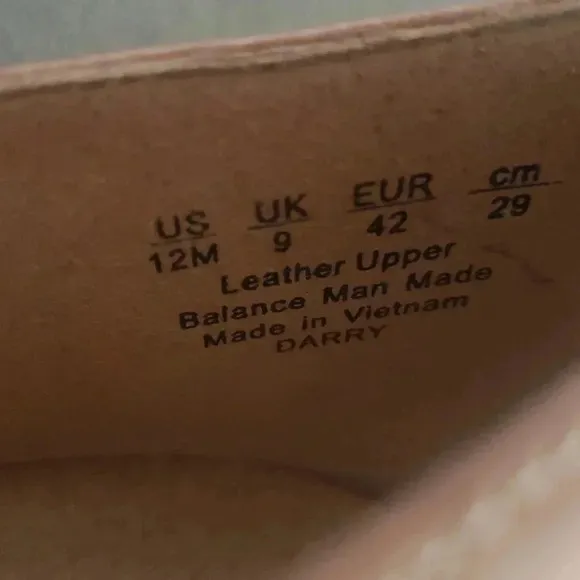 US UK EUR cm
12M 9 42 29
Leather Upper
Balance Man Made
Made in Vietnam
DARRY